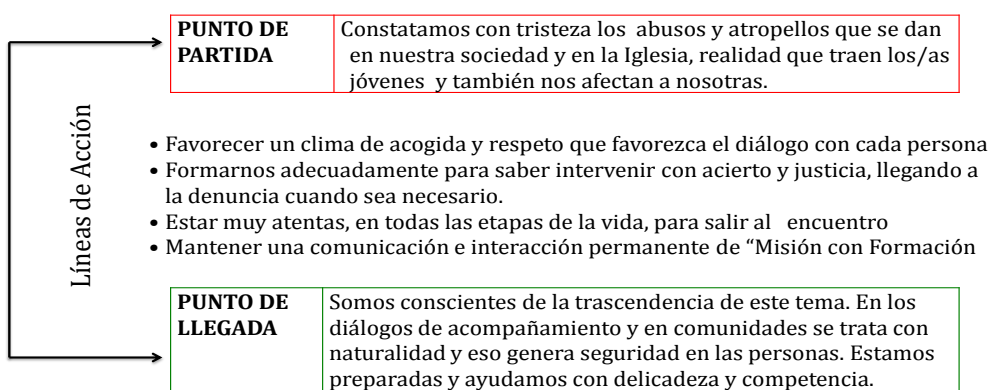 PUNTO DE PARTIDA
Constatamos con tristeza los abusos y atropellos que se dan
en nuestra sociedad y en la Iglesia, realidad que traen los/as
jóvenes y también nos afectan a nosotras.
Líneas de Acción
• Favorecer un clima de acogida y respeto que favorezca el diálogo con cada persona
• Formarnos adecuadamente para saber intervenir con acierto y justicia, llegando a
la denuncia cuando sea necesario.
• Estar muy atentas, en todas las etapas de la vida, para salir al encuentro
• Mantener una comunicación e interacción permanente de “Misión con Formación
PUNTO DE LLEGADA
Somos conscientes de la trascendencia de este tema. En los
diálogos de acompañamiento y en comunidades se trata con
naturalidad y eso genera seguridad en las personas. Estamos
preparadas y ayudamos con delicadeza y competencia.